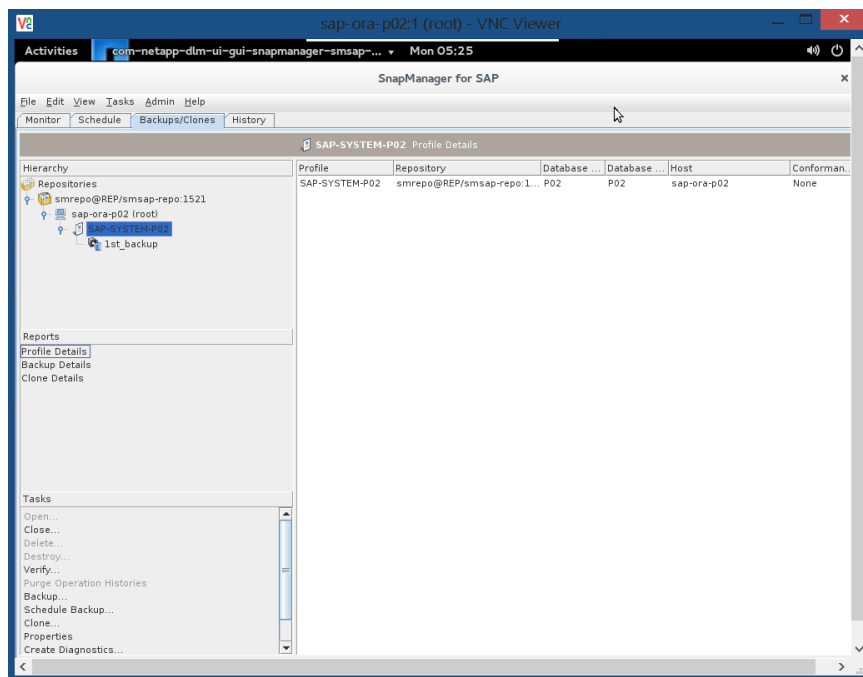 sap-ora-p02:1 (root) - VNC Viewer
Activities com-netapp-dlm-ui-gui-snapmanager-smsap-... Mon 05:25
SnapManager for SAP
File Edit View Tasks Admin Help
Monitor Schedule Backups/Clones History
SAP-SYSTEM-P02 Profile Details
Hierarchy
Repositories
smrepo@REP/smsap-repo:1521
sap-ora-p02 (root)
SAP-SYSTEM-P02
1st_backup
Profile Repository Database ... Database ... Host Conforman...
SAP-SYSTEM-P02 smrepo@REP/smsap-repo:1... P02 P02 sap-ora-p02 None
Reports
Profile Details
Backup Details
Clone Details
Tasks
Open...
Close...
Delete...
Destroy...
Verify...
Purge Operation Histories
Backup...
Schedule Backup...
Clone...
Properties
Create Diagnostics...